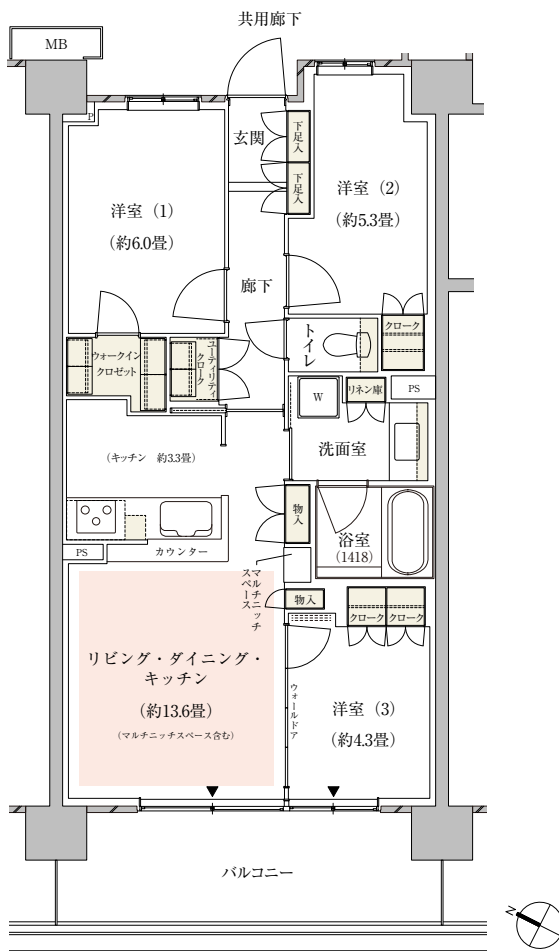 共用廊下
MB
P
玄関
下足入
下足入
洋室（2）
（約5.3畳）
洋室（1）
（約6.0畳）
廊下
トイレ
クローク
ウォークイン
クロゼット
ユーティリティ
クローク
W
リネン庫
PS
洗面室
（キッチン 約3.3畳）
物入
浴室
（1418）
PS
カウンター
マルチニッチ
スペース
物入
クローク
クローク
リビング・ダイニング・
キッチン
（約13.6畳）
（マルチニッチスペース含む）
ウォールドア
洋室（3）
（約4.3畳）
バルコニー
N